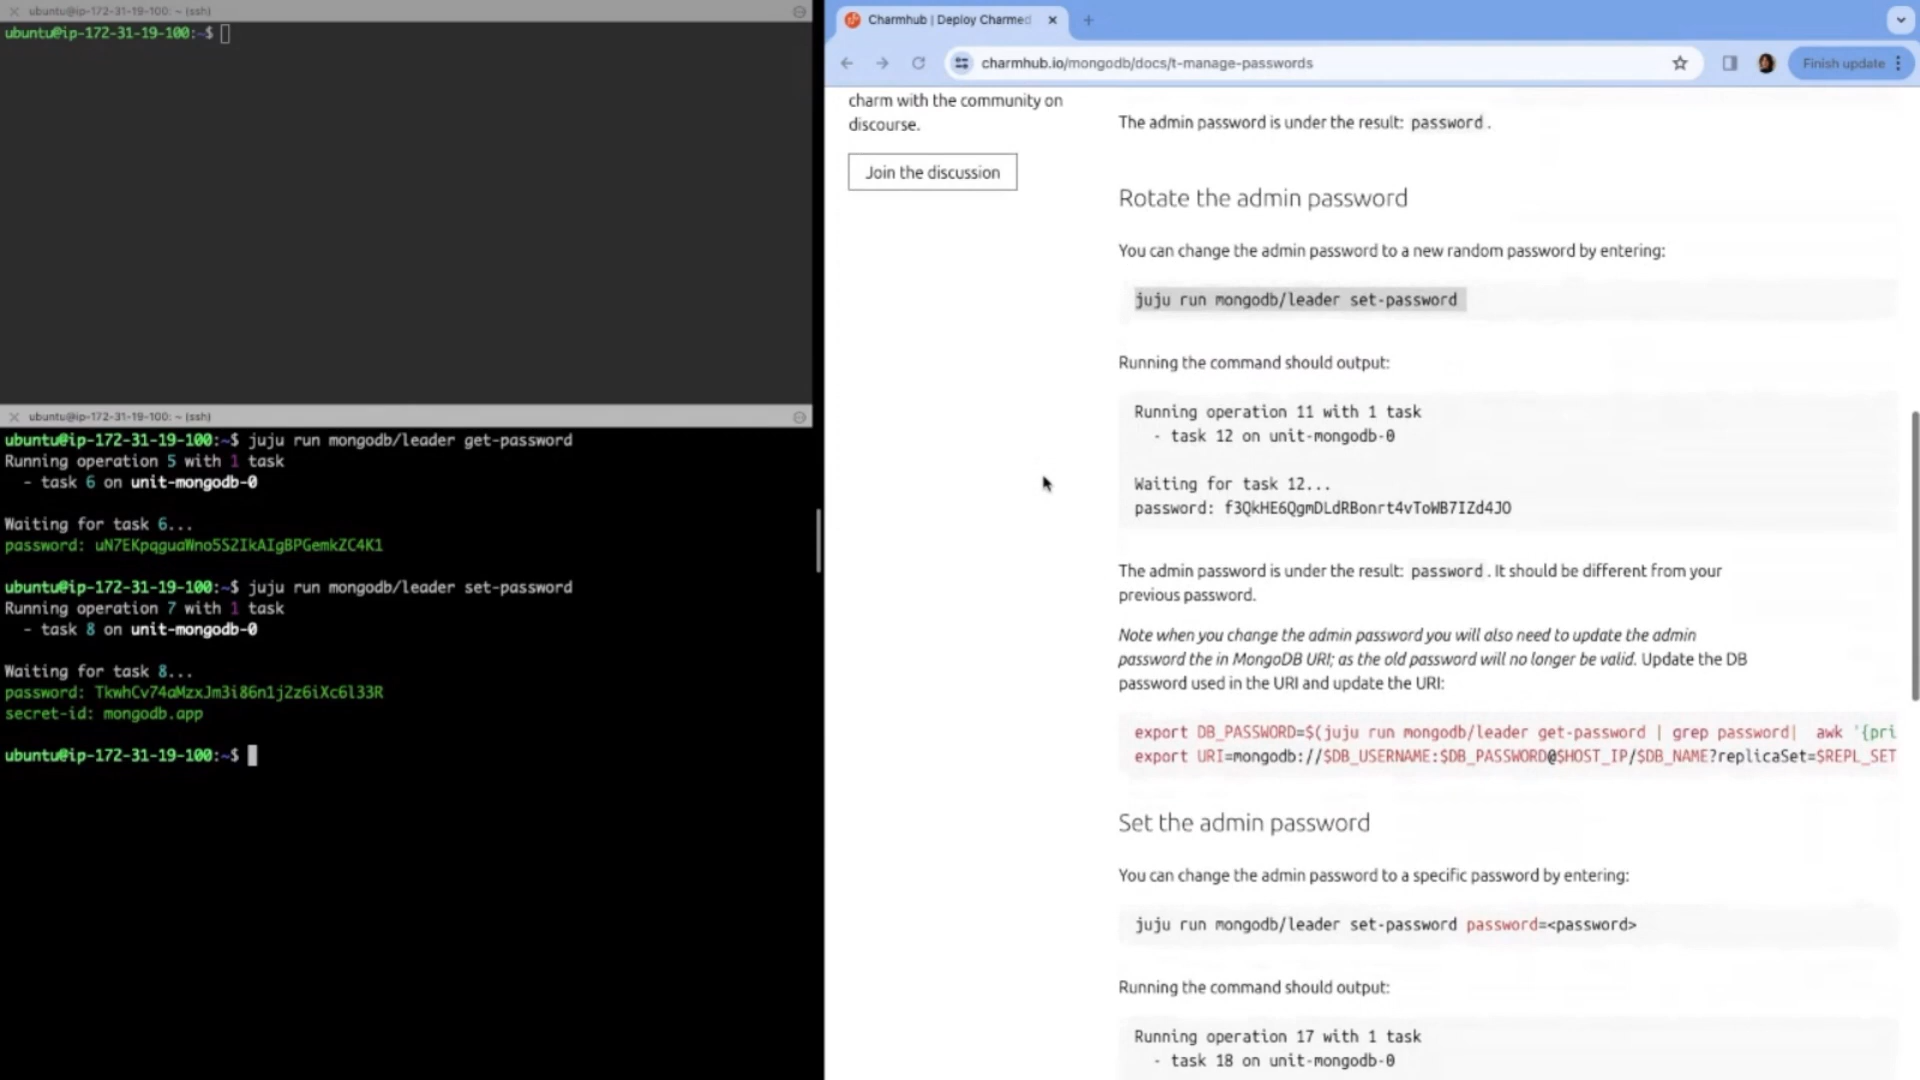 ubuntu@ip-172-31-19-100: ~ (ssh)
ubuntu@ip-172-31-19-100:~$
ubuntu@ip-172-31-19-100: ~ (ssh)
ubuntu@ip-172-31-19-100:~$ juju run mongodb/leader get-password
Running operation 5 with 1 task
- task 6 on unit-mongodb-0
Waiting for task 6...
password: uN7EKpqguaWno5SZIkAIgBPGemkZC4K1
ubuntu@ip-172-31-19-100:~$ juju run mongodb/leader set-password
Running operation 7 with 1 task
- task 8 on unit-mongodb-0
Waiting for task 8...
password: TkwhCv74aMzxJm3i86n1j2z6iXc6l33R
secret-id: mongodb.app
ubuntu@ip-172-31-19-100:~$
Charmhub | Deploy Charmed
charmhub.io/mongodb/docs/t-manage-passwords
Finish update
charm with the community on
discourse.
Join the discussion
The admin password is under the result: password.
Rotate the admin password
You can change the admin password to a new random password by entering:
juju run mongodb/leader set-password
Running the command should output:
Running operation 11 with 1 task
- task 12 on unit-mongodb-0
Waiting for task 12...
password: f3QkHE6QgmDLdRBonrt4vToWB7IZd4JO
The admin password is under the result: password. It should be different from your
previous password.
Note when you change the admin password you will also need to update the admin
password the in MongoDB URI; as the old password will no longer be valid. Update the DB
password used in the URI and update the URI:
export DB_PASSWORD=$(juju run mongodb/leader get-password | grep password|  awk '{pri
export URI=mongodb://$DB_USERNAME:$DB_PASSWORD@$HOST_IP/$DB_NAME?replicaSet=$REPL_SET
Set the admin password
You can change the admin password to a specific password by entering:
juju run mongodb/leader set-password password=<password>
Running the command should output:
Running operation 17 with 1 task
- task 18 on unit-mongodb-0